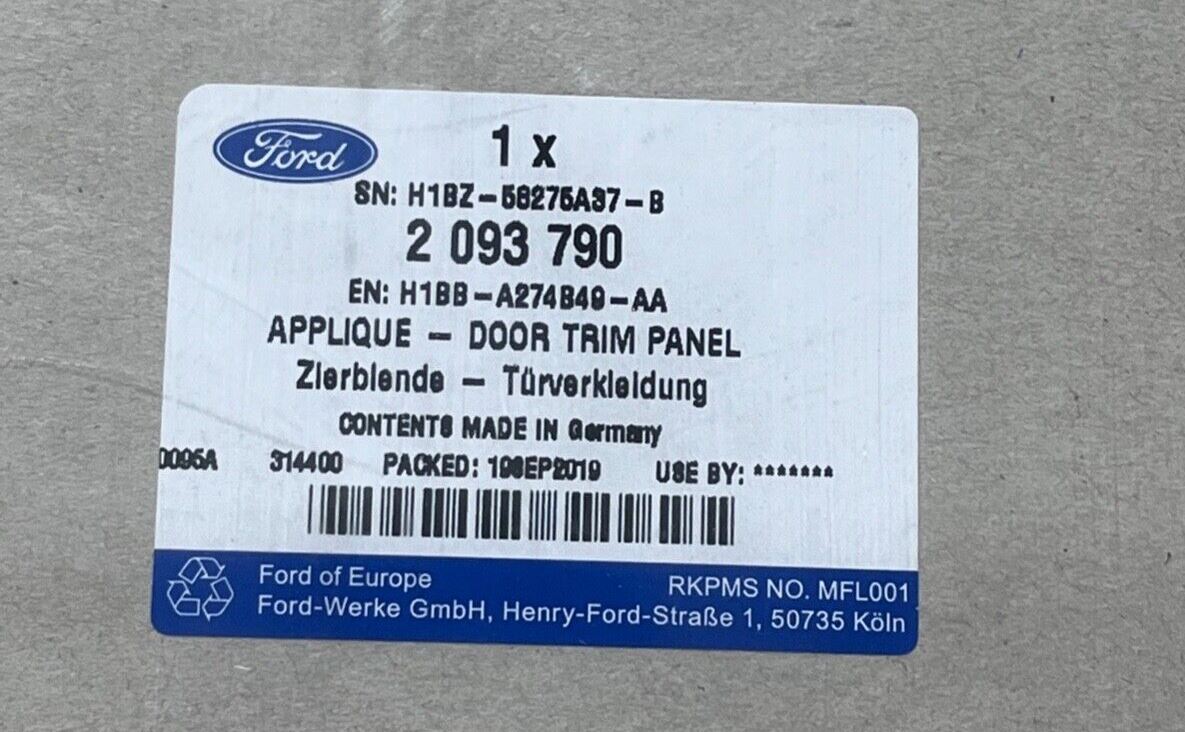 Ford
1 x
SN: H1BZ-58275A37-B
2 093 790
EN: H1BB-A274B49-AA
APPLIQUE - DOOR TRIM PANEL
Zierblende - Türverkleidung
CONTENTS MADE IN Germany
0095A 314400 PACKED: 19SEP2019 USE BY: *******
Ford of Europe
RKPMS NO. MFL001
Ford-Werke GmbH, Henry-Ford-Straße 1, 50735 Köln